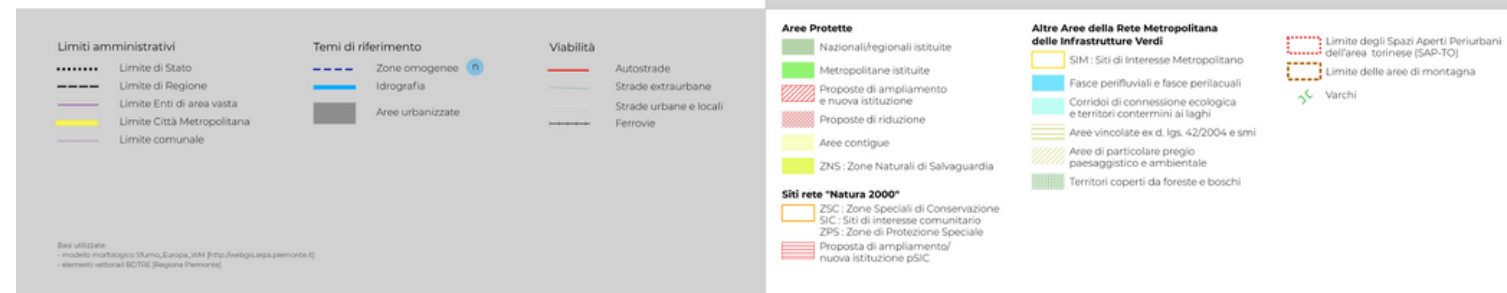 Limiti amministrativi
Limite di Stato
Limite di Regione
Limite Enti di area vasta
Limite Città Metropolitana
Limite comunale
Temi di riferimento
Zone omogenee n
Idrografia
Aree urbanizzate
Viabilità
Autostrade
Strade extraurbane
Strade urbane e locali
Ferrovie
Basi utilizzate:
- modello morfologico Sfumo_Europa_WM [http://webgis.arpa.piemonte.it]
- elementi vettoriali BDTRE [Regione Piemonte]
Aree Protette
Nazionali/regionali istituite
Metropolitane istituite
Proposte di ampliamento
e nuova istituzione
Proposte di riduzione
Aree contigue
ZNS : Zone Naturali di Salvaguardia
Siti rete "Natura 2000"
ZSC : Zone Speciali di Conservazione
SIC : Siti di interesse comunitario
ZPS : Zone di Protezione Speciale
Proposta di ampliamento/
nuova istituzione pSIC
Altre Aree della Rete Metropolitana
delle Infrastrutture Verdi
SIM : Siti di Interesse Metropolitano
Fasce perifluviali e fasce perilacuali
Corridoi di connessione ecologica
e territori contermini ai laghi
Aree vincolate ex d. lgs. 42/2004 e smi
Aree di particolare pregio
paesaggistico e ambientale
Territori coperti da foreste e boschi
Limite degli Spazi Aperti Periurbani
dell'area torinese (SAP-TO)
Limite delle aree di montagna
Varchi